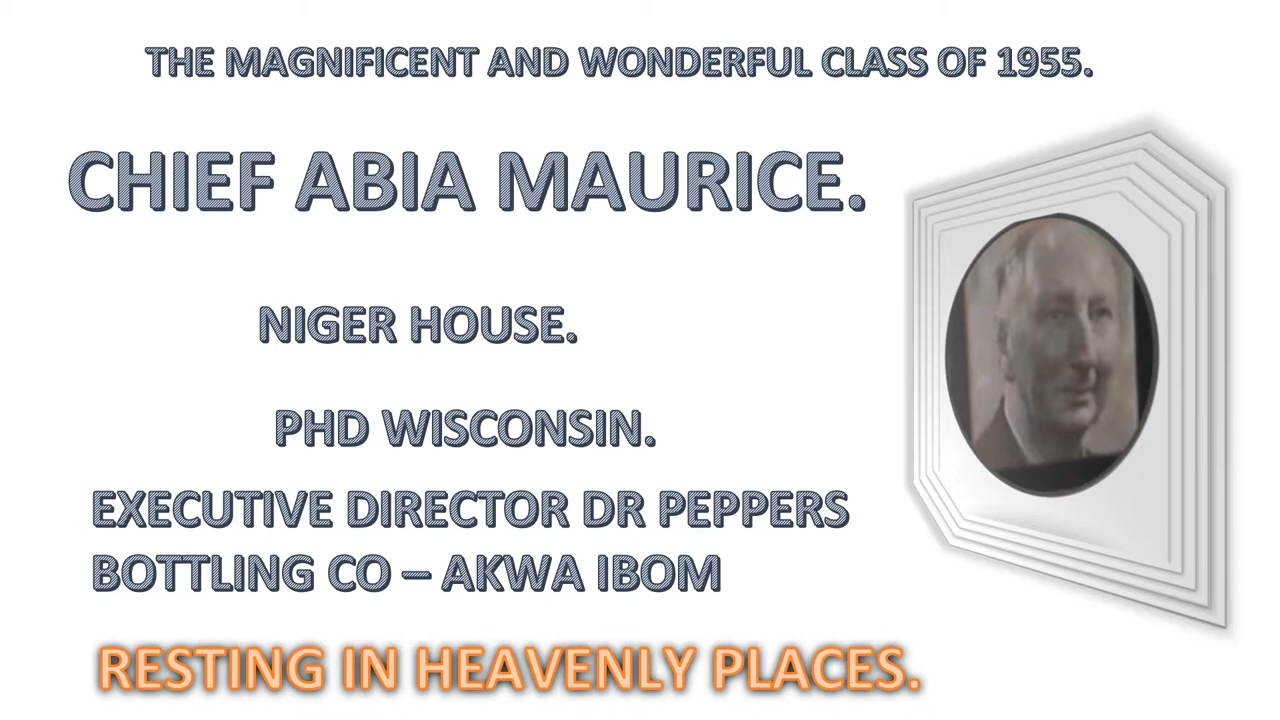 THE MAGNIFICENT AND WONDERFUL CLASS OF 1955.
CHIEF ABIA MAURICE.
NIGER HOUSE.
PHD WISCONSIN.
EXECUTIVE DIRECTOR DR PEPPERS
BOTTLING CO – AKWA IBOM
RESTING IN HEAVENLY PLACES.